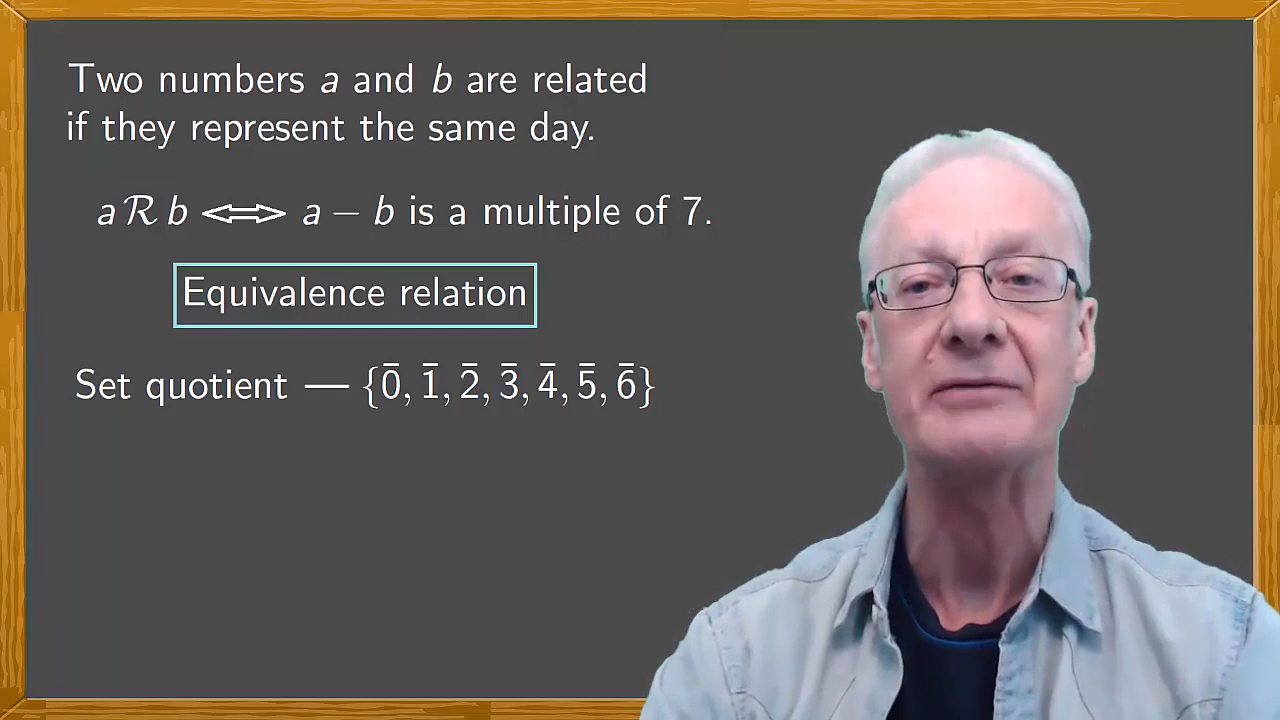 Two numbers a and b are related
if they represent the same day.
a ℛ b ⟺ a − b is a multiple of 7.
Equivalence relation
Set quotient — {0̄, 1̄, 2̄, 3̄, 4̄, 5̄, 6̄}